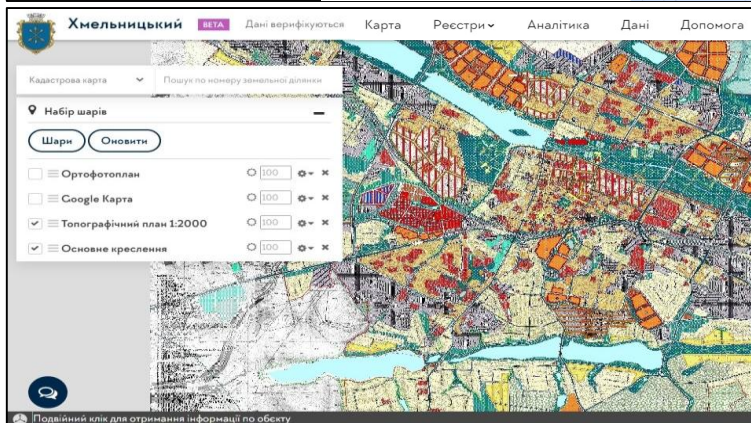 Хмельницький BETA Дані верифікуються Карта Реєстри Аналітика Дані Допомога
Кадастрова карта Пошук по номеру земельної ділянки
Набір шарів
Шари Оновити
Ортофотоплан 100
Google Карта 100
Топографічний план 1:2000 100
Основне креслення 100
Подвійний клік для отримання інформації по обєкту